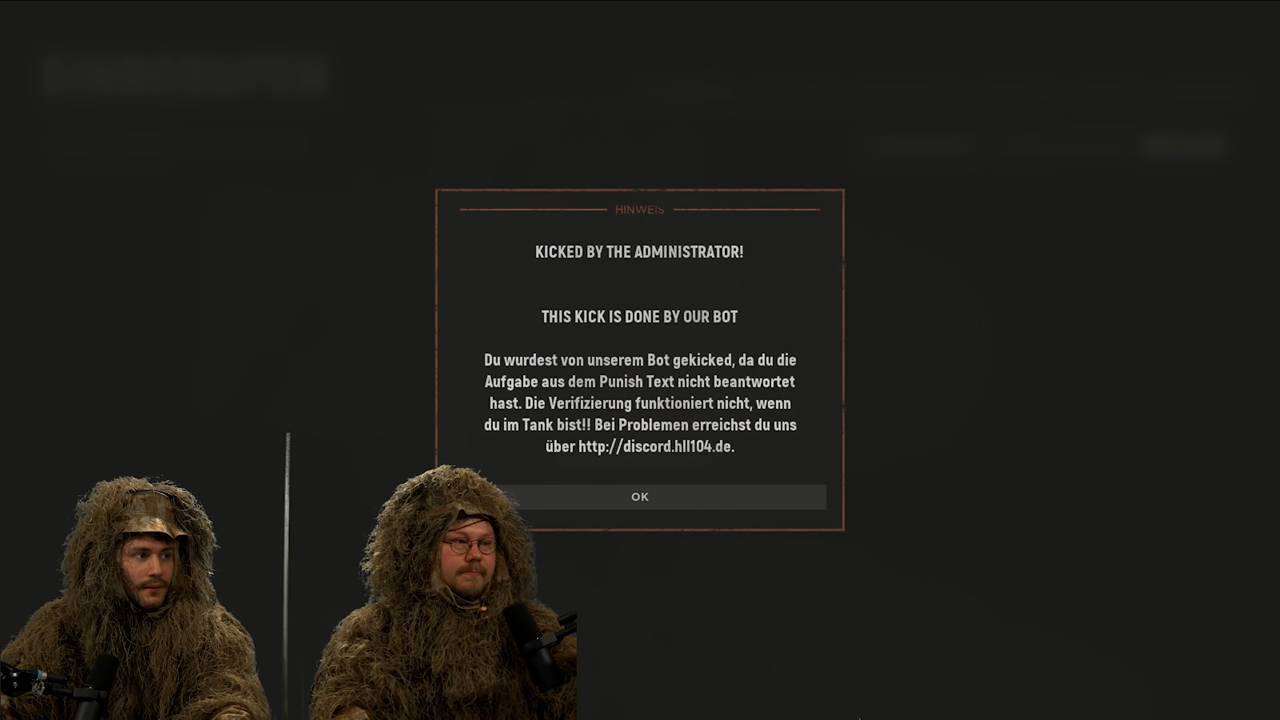 HINWEIS
KICKED BY THE ADMINISTRATOR!
THIS KICK IS DONE BY OUR BOT
Du wurdest von unserem Bot gekicked, da du die
Aufgabe aus dem Punish Text nicht beantwortet
hast. Die Verifizierung funktioniert nicht, wenn
du im Tank bist!! Bei Problemen erreichst du uns
über http://discord.hll104.de.
OK